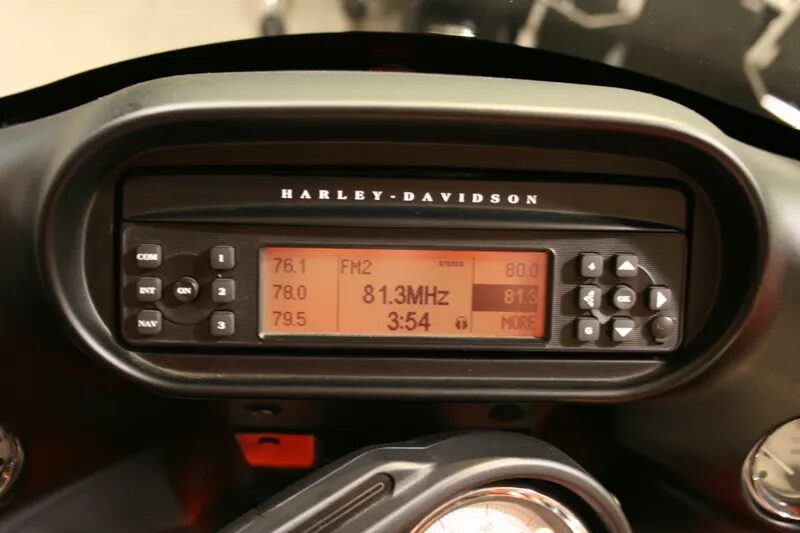 HARLEY-DAVIDSON
COM 1
INT ON 2
NAV 3
76.1 FM2 STEREO 80.0
78.0 81.3MHz 81.3
79.5 3:54 MORE
4
OK
6